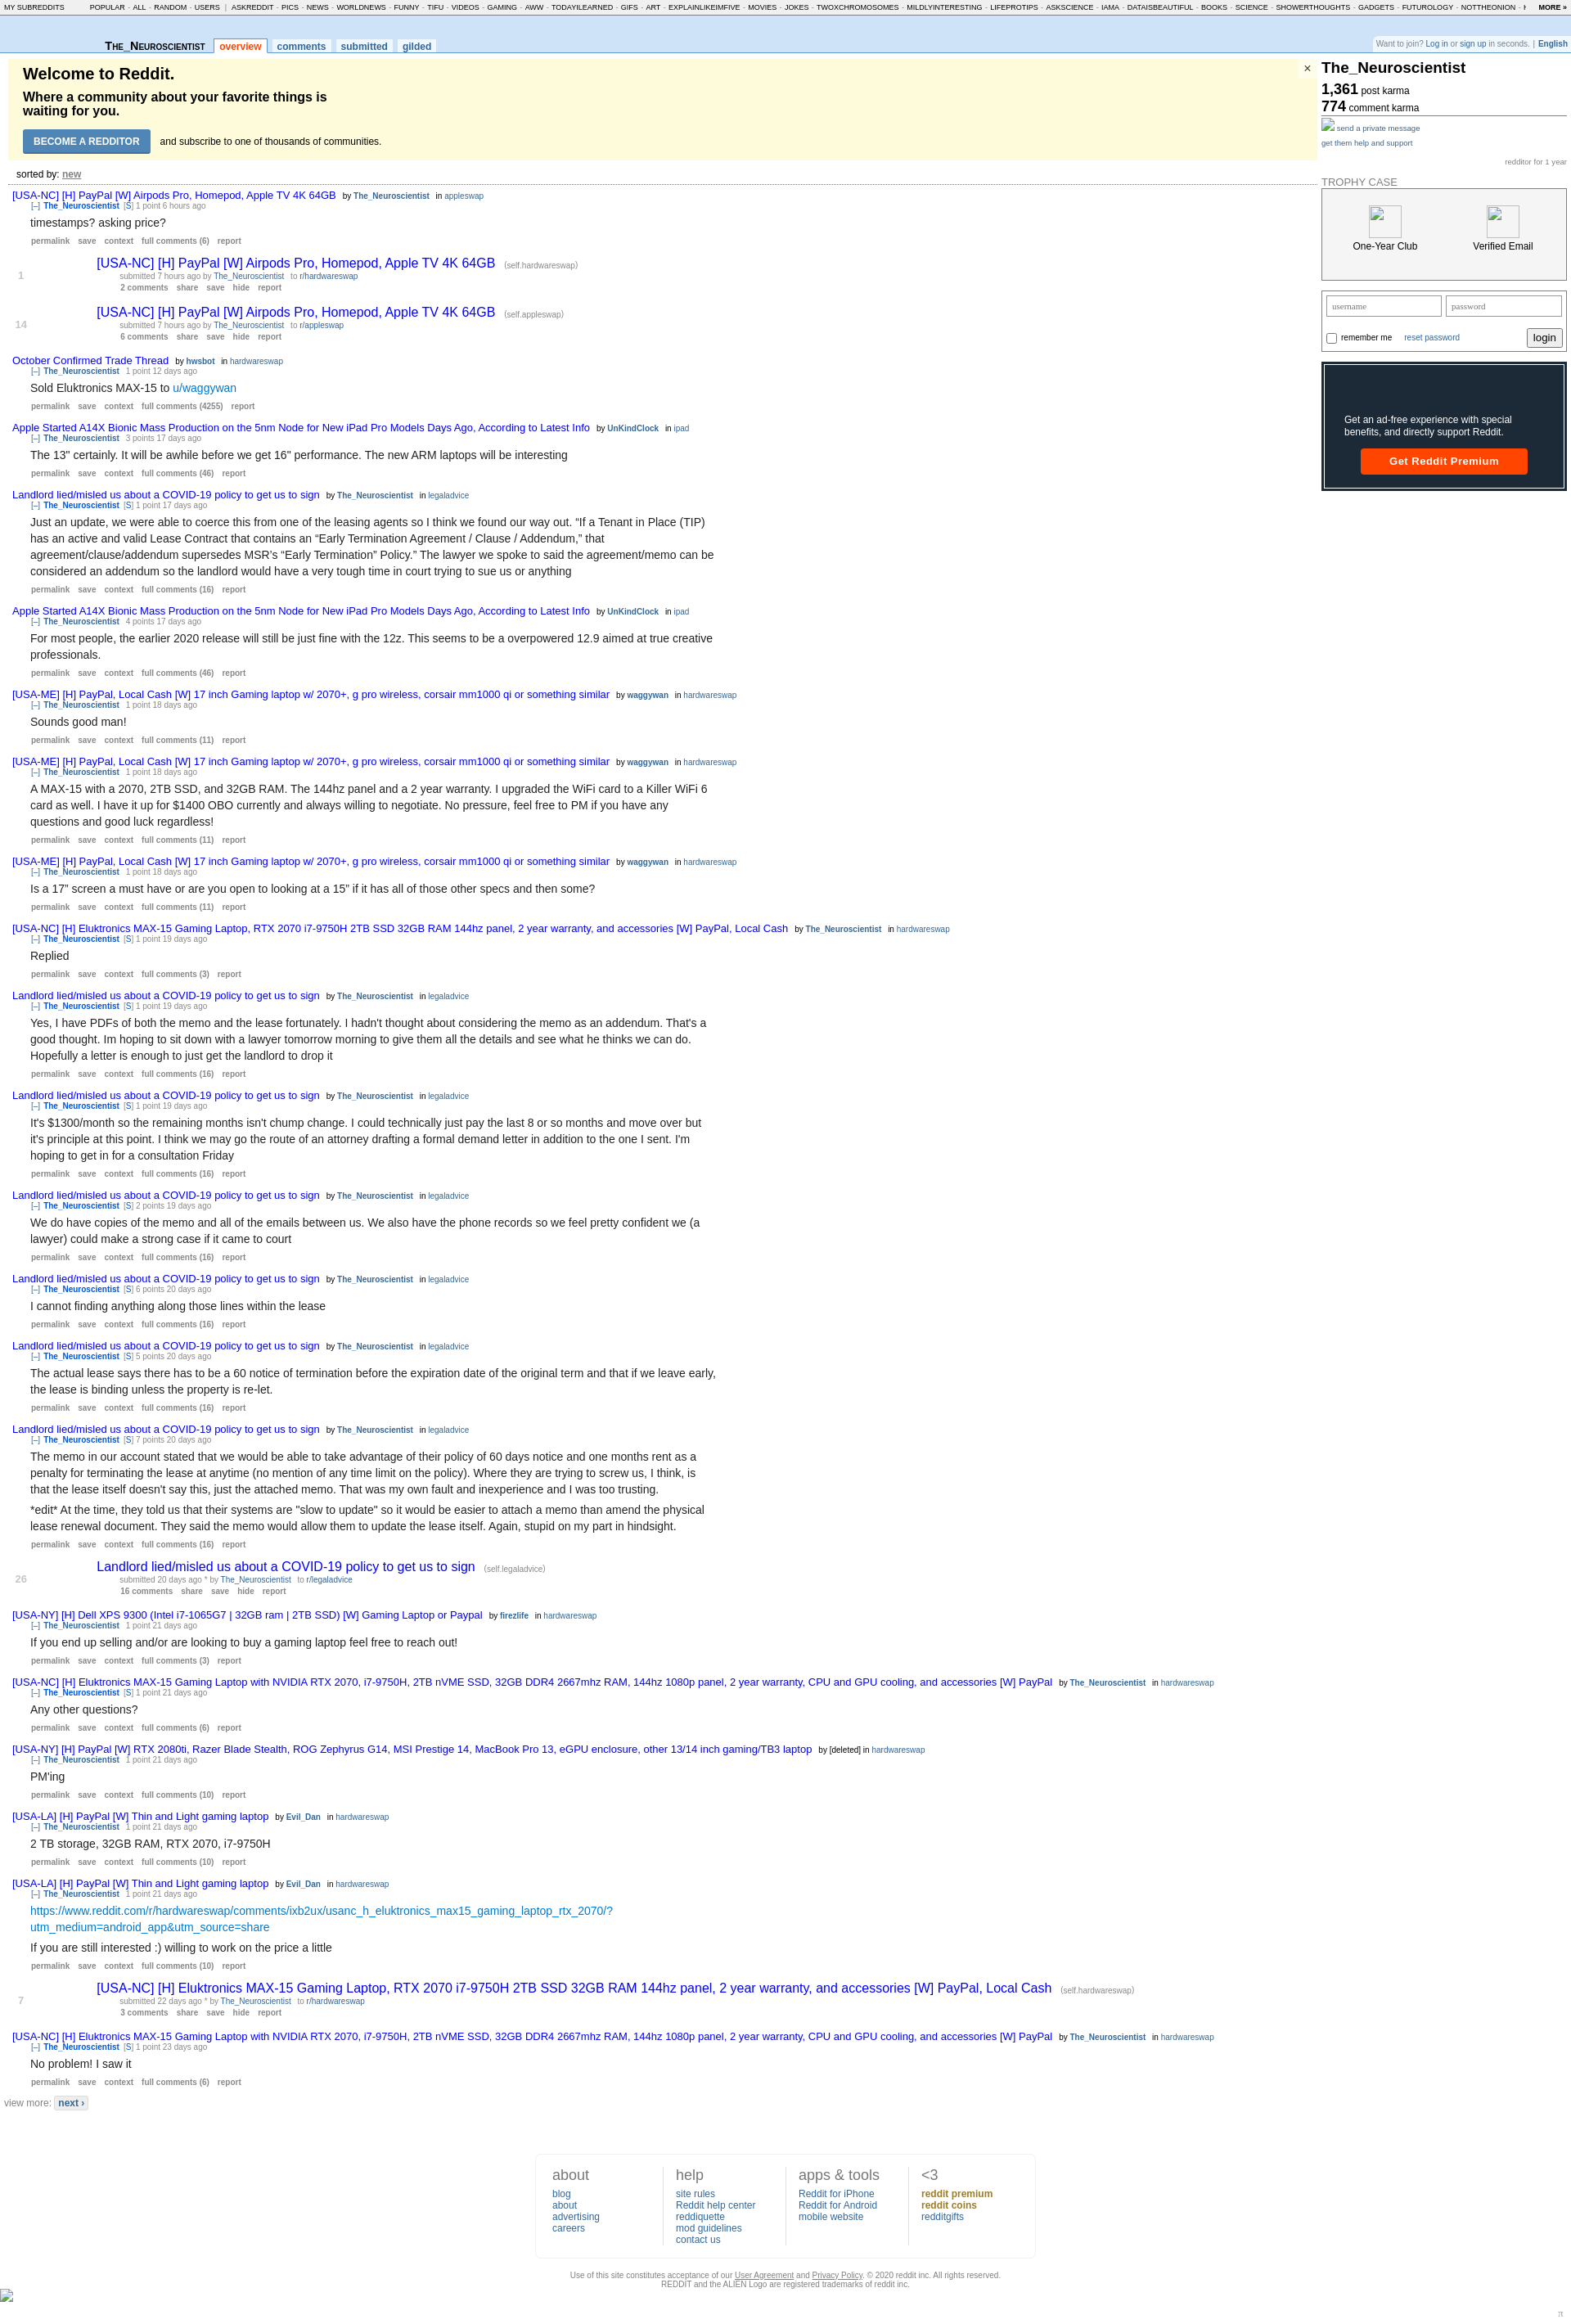 MY SUBREDDITS POPULAR - ALL - RANDOM - USERS | ASKREDDIT - PICS - NEWS - WORLDNEWS - FUNNY - TIFU - VIDEOS - GAMING - AWW - TODAYILEARNED - GIFS - ART - EXPLAINLIKEIMFIVE - MOVIES - JOKES - TWOXCHROMOSOMES - MILDLYINTERESTING - LIFEPROTIPS - ASKSCIENCE - IAMA - DATAISBEAUTIFUL - BOOKS - SCIENCE - SHOWERTHOUGHTS - GADGETS - FUTUROLOGY - NOTTHEONION - MORE »
The_Neuroscientist overview comments submitted gilded
Want to join? Log in or sign up in seconds. | English
Welcome to Reddit.
×
Where a community about your favorite things is
waiting for you.
BECOME A REDDITOR and subscribe to one of thousands of communities.
sorted by: new
[USA-NC] [H] PayPal [W] Airpods Pro, Homepod, Apple TV 4K 64GB by The_Neuroscientist in appleswap
[–] The_Neuroscientist [S] 1 point 6 hours ago
timestamps? asking price?
permalink save context full comments (6) report
[USA-NC] [H] PayPal [W] Airpods Pro, Homepod, Apple TV 4K 64GB (self.hardwareswap)
1
submitted 7 hours ago by The_Neuroscientist to r/hardwareswap
2 comments share save hide report
[USA-NC] [H] PayPal [W] Airpods Pro, Homepod, Apple TV 4K 64GB (self.appleswap)
14
submitted 7 hours ago by The_Neuroscientist to r/appleswap
6 comments share save hide report
October Confirmed Trade Thread by hwsbot in hardwareswap
[–] The_Neuroscientist 1 point 12 days ago
Sold Eluktronics MAX-15 to u/waggywan
permalink save context full comments (4255) report
Apple Started A14X Bionic Mass Production on the 5nm Node for New iPad Pro Models Days Ago, According to Latest Info by UnKindClock in ipad
[–] The_Neuroscientist 3 points 17 days ago
The 13" certainly. It will be awhile before we get 16" performance. The new ARM laptops will be interesting
permalink save context full comments (46) report
Landlord lied/misled us about a COVID-19 policy to get us to sign by The_Neuroscientist in legaladvice
[–] The_Neuroscientist [S] 1 point 17 days ago
Just an update, we were able to coerce this from one of the leasing agents so I think we found our way out. “If a Tenant in Place (TIP)
has an active and valid Lease Contract that contains an “Early Termination Agreement / Clause / Addendum,” that
agreement/clause/addendum supersedes MSR’s “Early Termination” Policy.” The lawyer we spoke to said the agreement/memo can be
considered an addendum so the landlord would have a very tough time in court trying to sue us or anything
permalink save context full comments (16) report
Apple Started A14X Bionic Mass Production on the 5nm Node for New iPad Pro Models Days Ago, According to Latest Info by UnKindClock in ipad
[–] The_Neuroscientist 4 points 17 days ago
For most people, the earlier 2020 release will still be just fine with the 12z. This seems to be a overpowered 12.9 aimed at true creative
professionals.
permalink save context full comments (46) report
[USA-ME] [H] PayPal, Local Cash [W] 17 inch Gaming laptop w/ 2070+, g pro wireless, corsair mm1000 qi or something similar by waggywan in hardwareswap
[–] The_Neuroscientist 1 point 18 days ago
Sounds good man!
permalink save context full comments (11) report
[USA-ME] [H] PayPal, Local Cash [W] 17 inch Gaming laptop w/ 2070+, g pro wireless, corsair mm1000 qi or something similar by waggywan in hardwareswap
[–] The_Neuroscientist 1 point 18 days ago
A MAX-15 with a 2070, 2TB SSD, and 32GB RAM. The 144hz panel and a 2 year warranty. I upgraded the WiFi card to a Killer WiFi 6
card as well. I have it up for $1400 OBO currently and always willing to negotiate. No pressure, feel free to PM if you have any
questions and good luck regardless!
permalink save context full comments (11) report
[USA-ME] [H] PayPal, Local Cash [W] 17 inch Gaming laptop w/ 2070+, g pro wireless, corsair mm1000 qi or something similar by waggywan in hardwareswap
[–] The_Neuroscientist 1 point 18 days ago
Is a 17” screen a must have or are you open to looking at a 15” if it has all of those other specs and then some?
permalink save context full comments (11) report
[USA-NC] [H] Eluktronics MAX-15 Gaming Laptop, RTX 2070 i7-9750H 2TB SSD 32GB RAM 144hz panel, 2 year warranty, and accessories [W] PayPal, Local Cash by The_Neuroscientist in hardwareswap
[–] The_Neuroscientist [S] 1 point 19 days ago
Replied
permalink save context full comments (3) report
Landlord lied/misled us about a COVID-19 policy to get us to sign by The_Neuroscientist in legaladvice
[–] The_Neuroscientist [S] 1 point 19 days ago
Yes, I have PDFs of both the memo and the lease fortunately. I hadn't thought about considering the memo as an addendum. That's a
good thought. Im hoping to sit down with a lawyer tomorrow morning to give them all the details and see what he thinks we can do.
Hopefully a letter is enough to just get the landlord to drop it
permalink save context full comments (16) report
Landlord lied/misled us about a COVID-19 policy to get us to sign by The_Neuroscientist in legaladvice
[–] The_Neuroscientist [S] 1 point 19 days ago
It's $1300/month so the remaining months isn't chump change. I could technically just pay the last 8 or so months and move over but
it's principle at this point. I think we may go the route of an attorney drafting a formal demand letter in addition to the one I sent. I'm
hoping to get in for a consultation Friday
permalink save context full comments (16) report
Landlord lied/misled us about a COVID-19 policy to get us to sign by The_Neuroscientist in legaladvice
[–] The_Neuroscientist [S] 2 points 19 days ago
We do have copies of the memo and all of the emails between us. We also have the phone records so we feel pretty confident we (a
lawyer) could make a strong case if it came to court
permalink save context full comments (16) report
Landlord lied/misled us about a COVID-19 policy to get us to sign by The_Neuroscientist in legaladvice
[–] The_Neuroscientist [S] 6 points 20 days ago
I cannot finding anything along those lines within the lease
permalink save context full comments (16) report
Landlord lied/misled us about a COVID-19 policy to get us to sign by The_Neuroscientist in legaladvice
[–] The_Neuroscientist [S] 5 points 20 days ago
The actual lease says there has to be a 60 notice of termination before the expiration date of the original term and that if we leave early,
the lease is binding unless the property is re-let.
permalink save context full comments (16) report
Landlord lied/misled us about a COVID-19 policy to get us to sign by The_Neuroscientist in legaladvice
[–] The_Neuroscientist [S] 7 points 20 days ago
The memo in our account stated that we would be able to take advantage of their policy of 60 days notice and one months rent as a
penalty for terminating the lease at anytime (no mention of any time limit on the policy). Where they are trying to screw us, I think, is
that the lease itself doesn't say this, just the attached memo. That was my own fault and inexperience and I was too trusting.
*edit* At the time, they told us that their systems are "slow to update" so it would be easier to attach a memo than amend the physical
lease renewal document. They said the memo would allow them to update the lease itself. Again, stupid on my part in hindsight.
permalink save context full comments (16) report
Landlord lied/misled us about a COVID-19 policy to get us to sign (self.legaladvice)
26
submitted 20 days ago * by The_Neuroscientist to r/legaladvice
16 comments share save hide report
[USA-NY] [H] Dell XPS 9300 (Intel i7-1065G7 | 32GB ram | 2TB SSD) [W] Gaming Laptop or Paypal by firezlife in hardwareswap
[–] The_Neuroscientist 1 point 21 days ago
If you end up selling and/or are looking to buy a gaming laptop feel free to reach out!
permalink save context full comments (3) report
[USA-NC] [H] Eluktronics MAX-15 Gaming Laptop with NVIDIA RTX 2070, i7-9750H, 2TB nVME SSD, 32GB DDR4 2667mhz RAM, 144hz 1080p panel, 2 year warranty, CPU and GPU cooling, and accessories [W] PayPal by The_Neuroscientist in hardwareswap
[–] The_Neuroscientist [S] 1 point 21 days ago
Any other questions?
permalink save context full comments (6) report
[USA-NY] [H] PayPal [W] RTX 2080ti, Razer Blade Stealth, ROG Zephyrus G14, MSI Prestige 14, MacBook Pro 13, eGPU enclosure, other 13/14 inch gaming/TB3 laptop by [deleted] in hardwareswap
[–] The_Neuroscientist 1 point 21 days ago
PM'ing
permalink save context full comments (10) report
[USA-LA] [H] PayPal [W] Thin and Light gaming laptop by Evil_Dan in hardwareswap
[–] The_Neuroscientist 1 point 21 days ago
2 TB storage, 32GB RAM, RTX 2070, i7-9750H
permalink save context full comments (10) report
[USA-LA] [H] PayPal [W] Thin and Light gaming laptop by Evil_Dan in hardwareswap
[–] The_Neuroscientist 1 point 21 days ago
https://www.reddit.com/r/hardwareswap/comments/ixb2ux/usanc_h_eluktronics_max15_gaming_laptop_rtx_2070/?
utm_medium=android_app&utm_source=share
If you are still interested :) willing to work on the price a little
permalink save context full comments (10) report
[USA-NC] [H] Eluktronics MAX-15 Gaming Laptop, RTX 2070 i7-9750H 2TB SSD 32GB RAM 144hz panel, 2 year warranty, and accessories [W] PayPal, Local Cash (self.hardwareswap)
7
submitted 22 days ago * by The_Neuroscientist to r/hardwareswap
3 comments share save hide report
[USA-NC] [H] Eluktronics MAX-15 Gaming Laptop with NVIDIA RTX 2070, i7-9750H, 2TB nVME SSD, 32GB DDR4 2667mhz RAM, 144hz 1080p panel, 2 year warranty, CPU and GPU cooling, and accessories [W] PayPal by The_Neuroscientist in hardwareswap
[–] The_Neuroscientist [S] 1 point 23 days ago
No problem! I saw it
permalink save context full comments (6) report
view more: next ›
The_Neuroscientist
1,361 post karma
774 comment karma
send a private message
get them help and support
redditor for 1 year
TROPHY CASE
One-Year Club Verified Email
username password
remember me reset password login
Get an ad-free experience with special
benefits, and directly support Reddit.
Get Reddit Premium
about
blog
about
advertising
careers
help
site rules
Reddit help center
reddiquette
mod guidelines
contact us
apps & tools
Reddit for iPhone
Reddit for Android
mobile website
<3
reddit premium
reddit coins
redditgifts
Use of this site constitutes acceptance of our User Agreement and Privacy Policy. © 2020 reddit inc. All rights reserved.
REDDIT and the ALIEN Logo are registered trademarks of reddit inc.
π